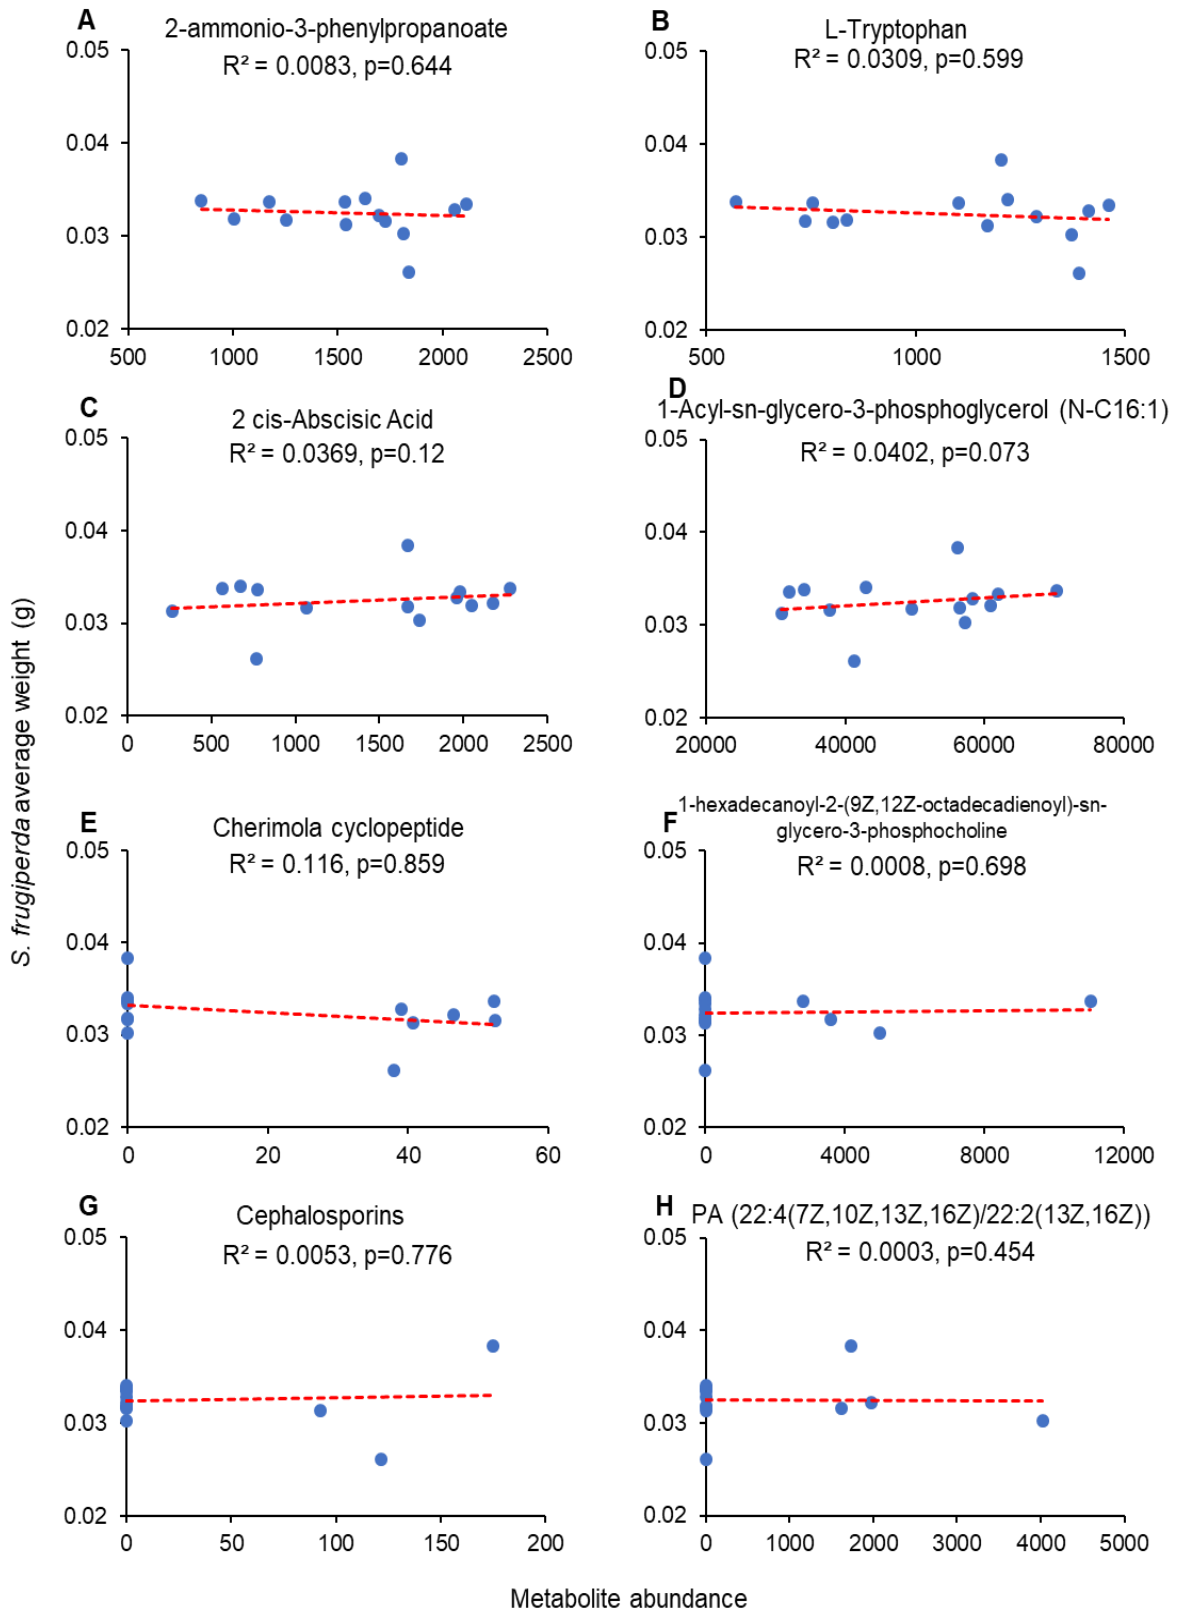 A
2-ammonio-3-phenylpropanoate
R² = 0.0083, p=0.644
0.05
0.04
0.03
0.02
500 1000 1500 2000 2500
B
L-Tryptophan
R² = 0.0309, p=0.599
0.05
0.04
0.03
0.02
500 1000 1500
C
2 cis-Abscisic Acid
R² = 0.0369, p=0.12
0.05
0.04
0.03
0.02
0 500 1000 1500 2000 2500
D
1-Acyl-sn-glycero-3-phosphoglycerol (N-C16:1)
R² = 0.0402, p=0.073
0.05
0.04
0.03
0.02
20000 40000 60000 80000
S. frugiperda average weight (g)
E
Cherimola cyclopeptide
R² = 0.116, p=0.859
0.05
0.04
0.03
0.02
0 20 40 60
F
1-hexadecanoyl-2-(9Z,12Z-octadecadienoyl)-sn-
glycero-3-phosphocholine
R² = 0.0008, p=0.698
0.05
0.04
0.03
0.02
0 4000 8000 12000
G
Cephalosporins
R² = 0.0053, p=0.776
0.05
0.04
0.03
0.02
0 50 100 150 200
H
PA (22:4(7Z,10Z,13Z,16Z)/22:2(13Z,16Z))
R² = 0.0003, p=0.454
0.05
0.04
0.03
0.02
0 1000 2000 3000 4000 5000
Metabolite abundance